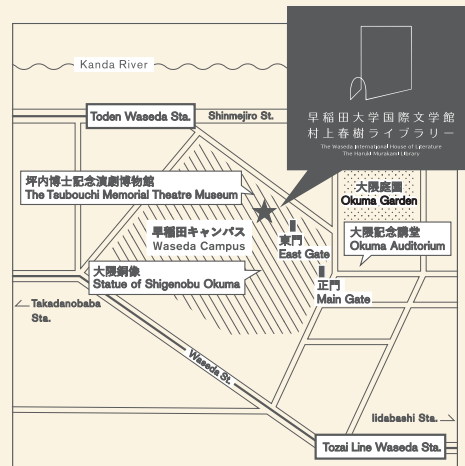 Kanda River
早稲田大学国際文学館
村上春樹ライブラリー
The Waseda International House of Literature
The Haruki Murakami Library
Toden Waseda Sta.
Shinmejiro St.
坪内博士記念演劇博物館
The Tsubouchi Memorial Theatre Museum
大隈庭園
Okuma Garden
早稲田キャンパス
Waseda Campus
東門
East Gate
大隈記念講堂
Okuma Auditorium
大隈銅像
Statue of Shigenobu Okuma
正門
Main Gate
Takadanobaba
Sta.
Waseda St.
Iidabashi Sta.
Tozai Line Waseda Sta.